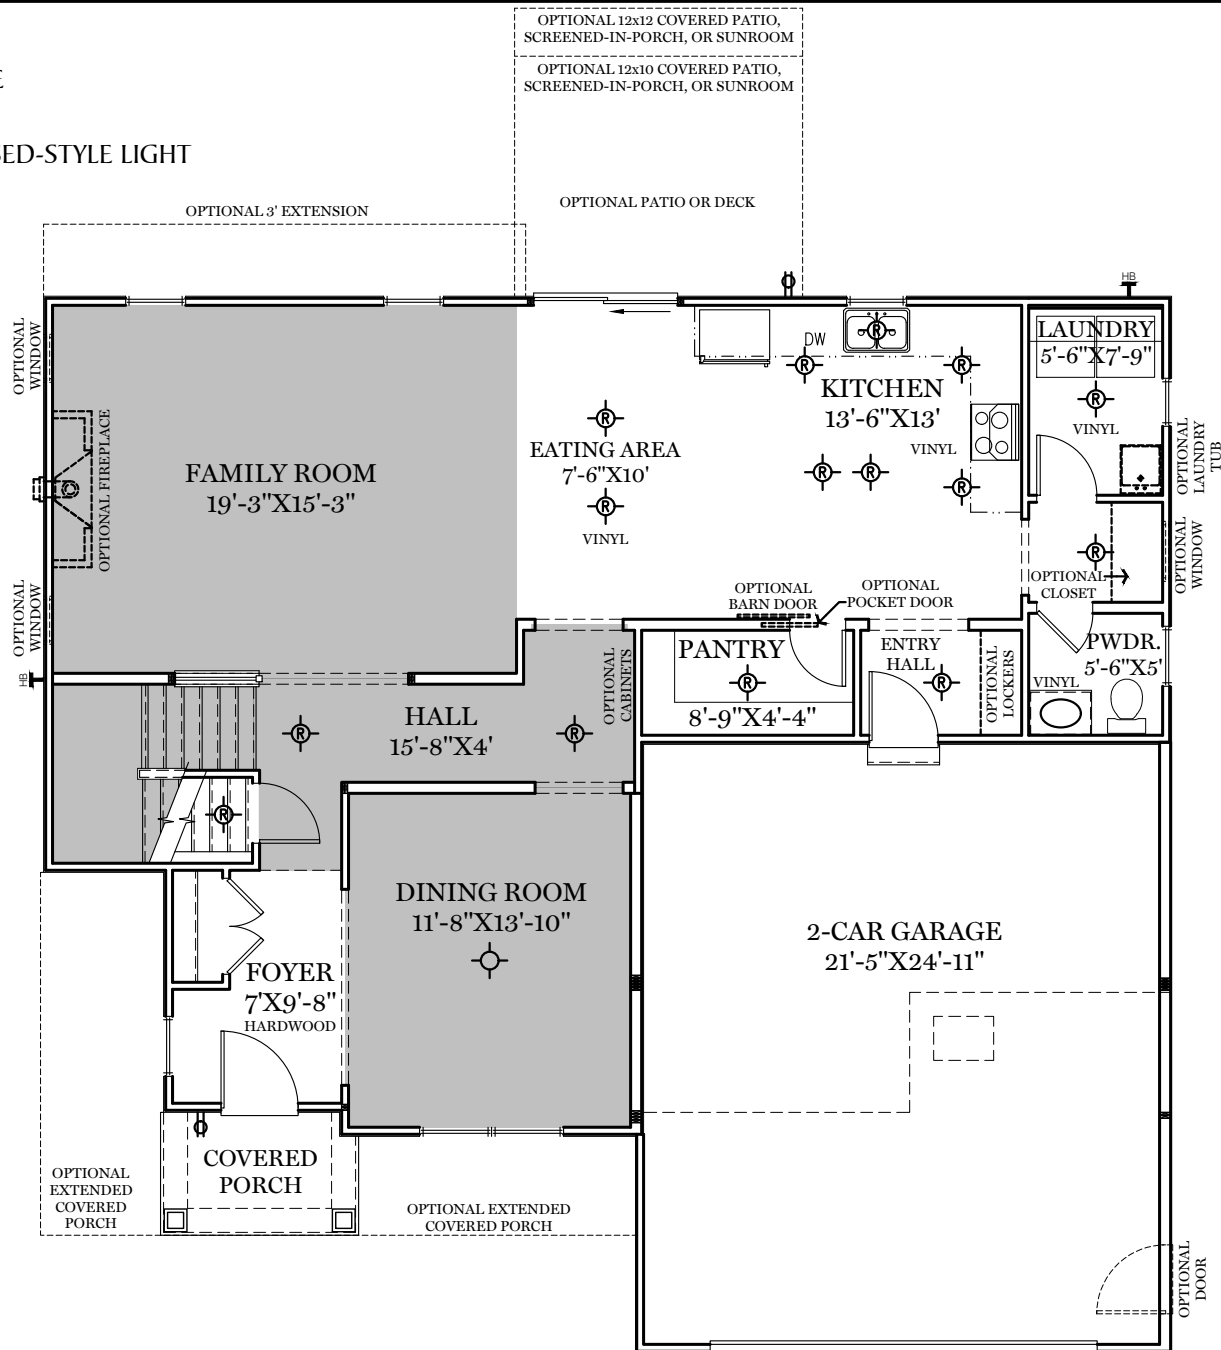 OPTIONAL 12x12 COVERED PATIO,
SCREENED-IN-PORCH, OR SUNROOM
OPTIONAL 12x10 COVERED PATIO,
SCREENED-IN-PORCH, OR SUNROOM
E
SED-STYLE LIGHT
OPTIONAL PATIO OR DECK
OPTIONAL 3' EXTENSION
HB
OPTIONAL
WINDOW
DW
R
LAUNDRY
5'-6"X7'-9"
R
R
KITCHEN
13'-6"X13'
R
VINYL
OPTIONAL
LAUNDRY
TUB
R
EATING AREA
7'-6"X10'
VINYL
FAMILY ROOM
19'-3"X15'-3"
OPTIONAL FIREPLACE
R
R
R
R
VINYL
R
OPTIONAL
CLOSET
OPTIONAL
WINDOW
OPTIONAL
WINDOW
OPTIONAL
BARN DOOR
OPTIONAL
POCKET DOOR
HB
PANTRY
R
8'-9"X4'-4"
ENTRY
HALL
R
OPTIONAL
LOCKERS
PWDR.
5'-6"X5'
VINYL
OPTIONAL
CABINETS
HALL
15'-8"X4'
R
R
R
DINING ROOM
11'-8"X13'-10"
2-CAR GARAGE
21'-5"X24'-11"
FOYER
7'X9'-8"
HARDWOOD
COVERED
PORCH
OPTIONAL
EXTENDED
COVERED
PORCH
OPTIONAL EXTENDED
COVERED PORCH
OPTIONAL
DOOR